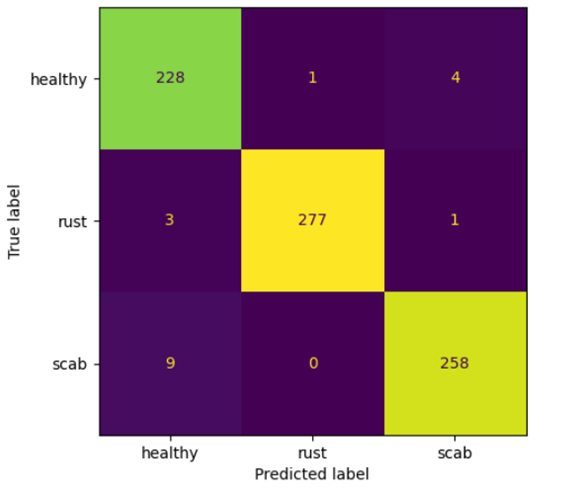 True label
healthy 228 1 4
rust 3 277 1
scab 9 0 258
healthy rust scab
Predicted label